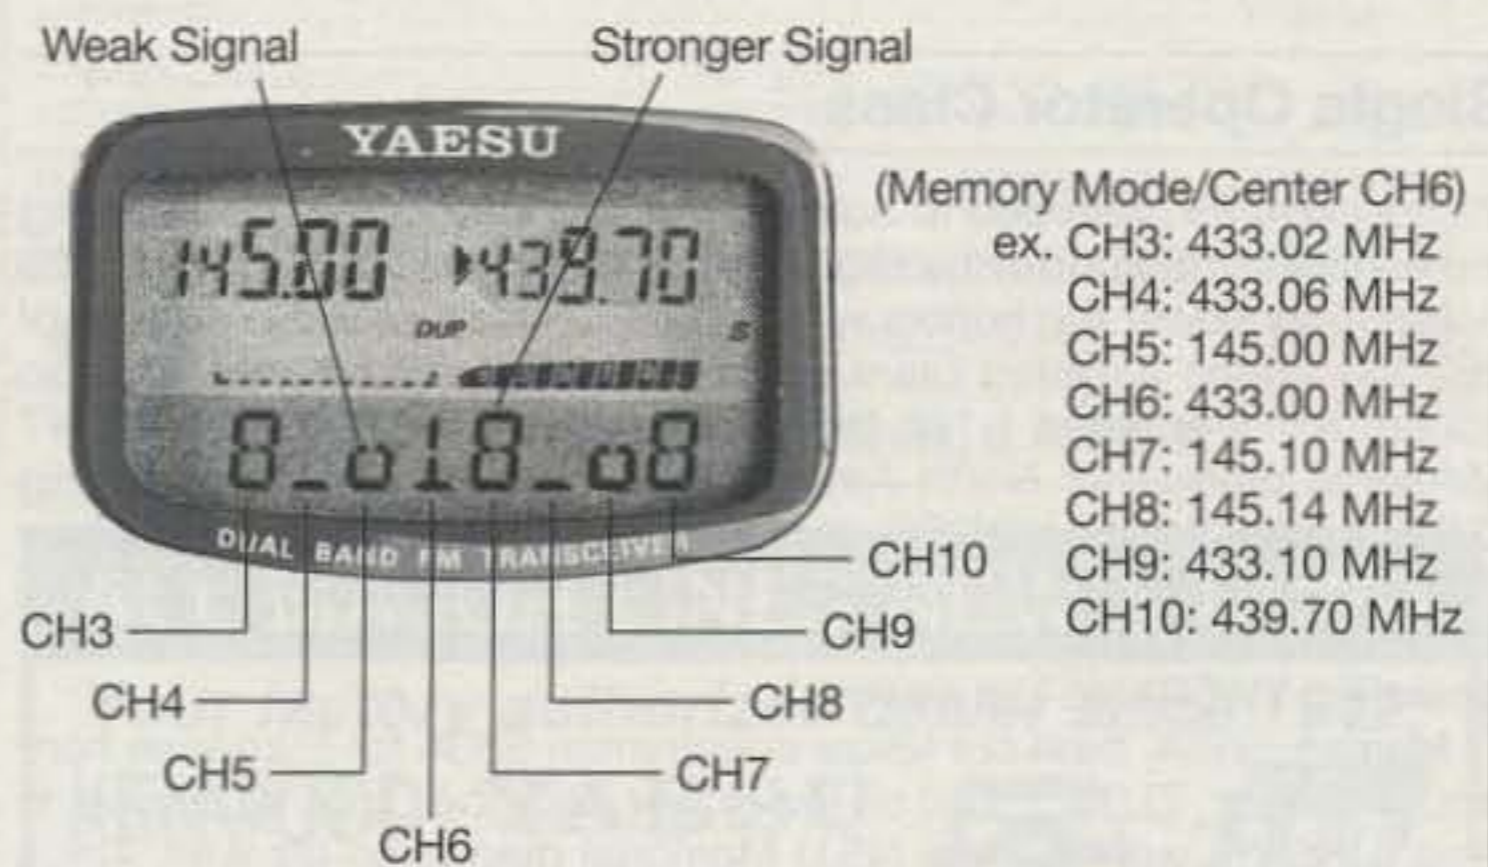 Weak Signal
Stronger Signal
YAESU
145.00 439.70
DUP S
8_o18_o8
DUAL BAND FM TRANSCEIVER
(Memory Mode/Center CH6)
ex. CH3: 433.02 MHz
CH4: 433.06 MHz
CH5: 145.00 MHz
CH6: 433.00 MHz
CH7: 145.10 MHz
CH8: 145.14 MHz
CH9: 433.10 MHz
CH10: 439.70 MHz
CH10
CH3
CH9
CH4
CH8
CH5
CH7
CH6